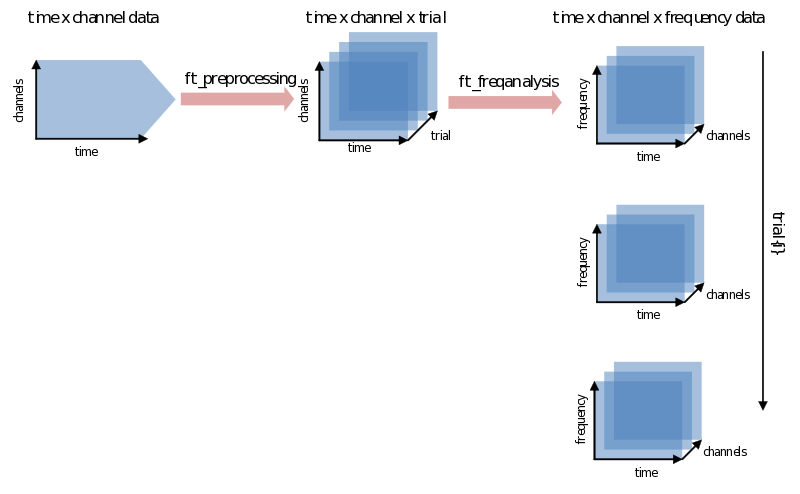 time x channel data
time x channel x trial
time x channel x frequency data
channels
time
ft_preprocessing
channels
time
trial
ft_freqanalysis
frequency
time
channels
frequency
time
channels
frequency
time
channels
trial{:}